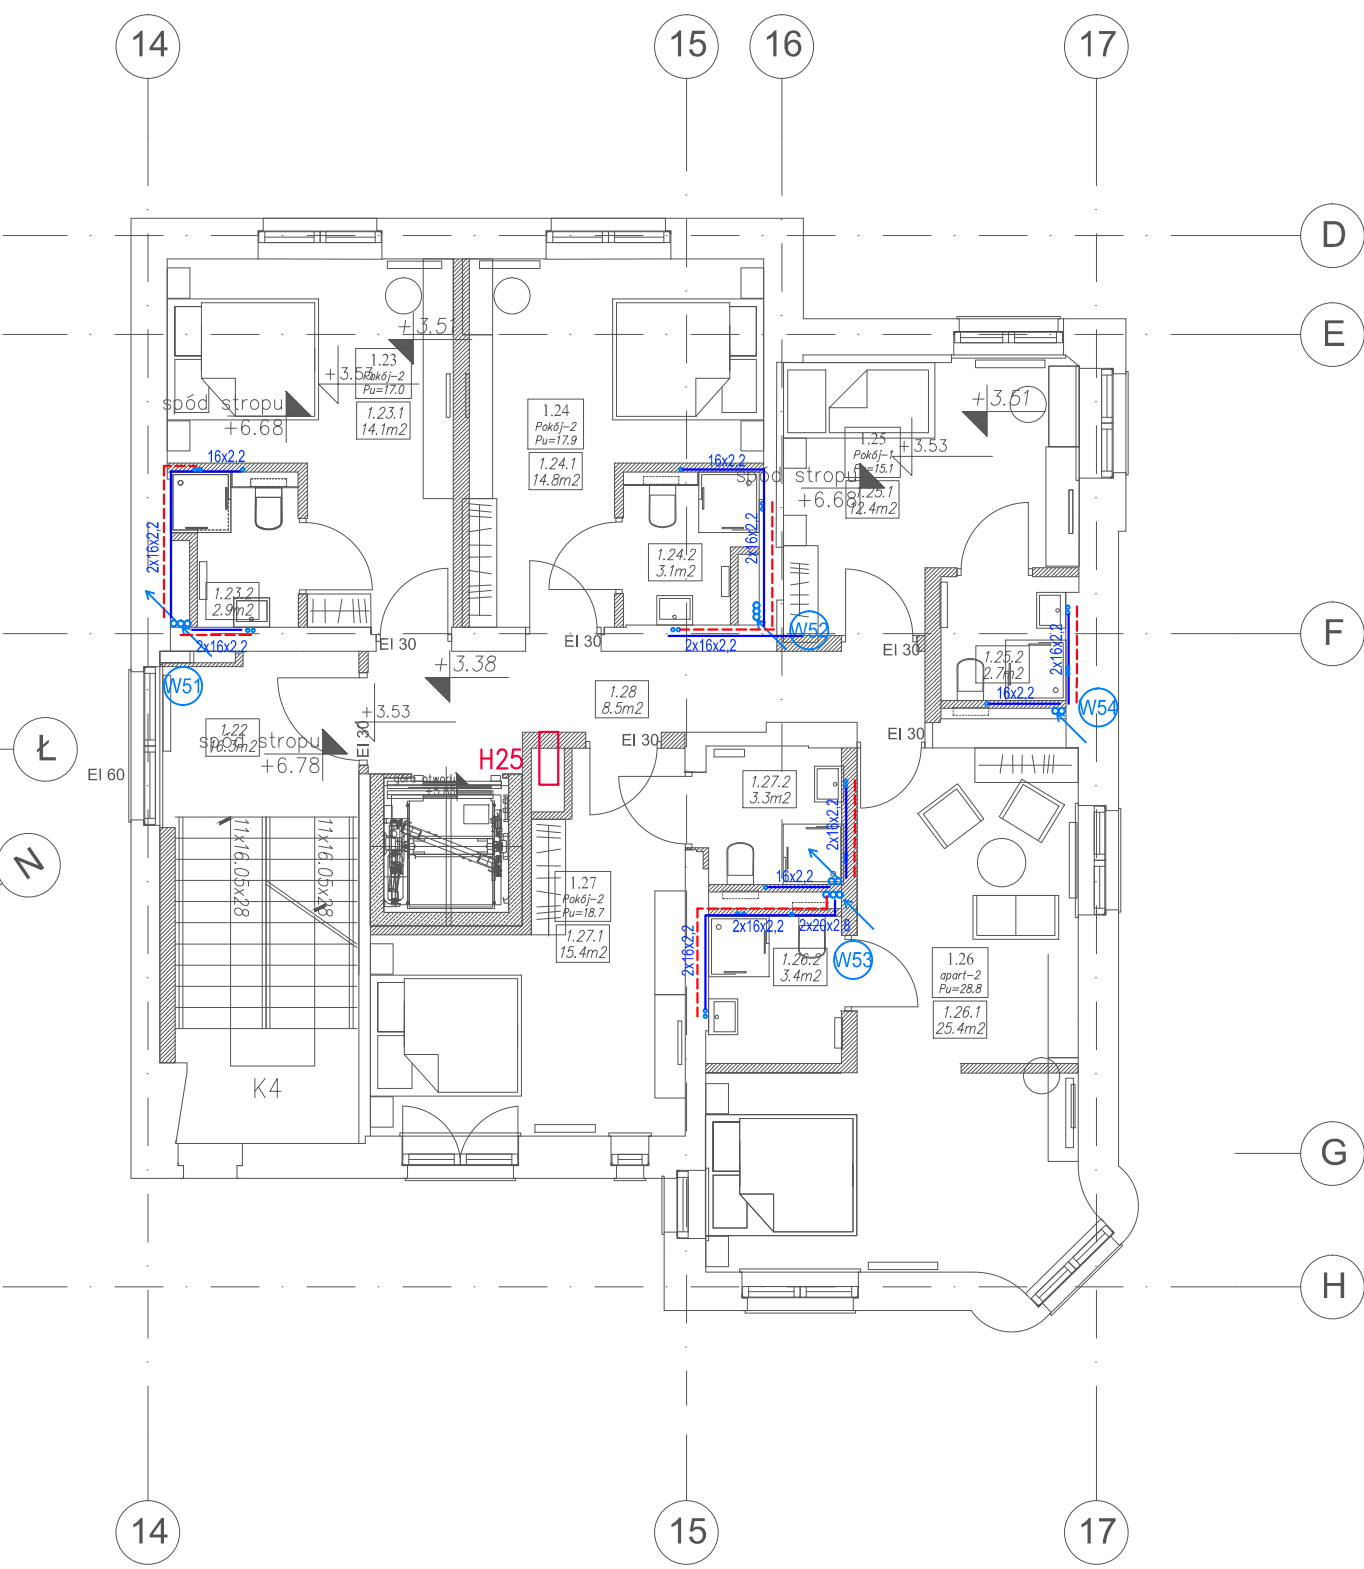 14
15
16
17
D
E
+3.51
1.23
Pokój-2
Pu=17.0
+3.53
spód stropu
+6.68
1.23.1
14.1m2
1.24
Pokój-2
Pu=17.9
1.24.1
14.8m2
+3.51
1.25
Pokój-1
Pu=15.1
+3.53
spód stropu
+6.68
1.25.1
12.4m2
16x2,2
16x2,2
2x16x2,2
2x16x2,2
1.24.2
3.1m2
1.23.2
2.9m2
F
W52
EI 30
EI 30
EI 30
2x16x2,2
2x16x2,2
2x16x2,2
1.25.2
2.7m2
16x2,2
W51
W54
+3.38
1.28
8.5m2
+3.53
EI 30
1.22
16.3m2
spód stropu
+6.78
EI 30
EI 30
Ł
EI 60
H25
1.27.2
3.3m2
2x16x2,2
11x16.05x28
11x16.05x28
N
1.27
Pokój-2
Pu=18.7
1.27.1
15.4m2
16x2,2
2x16x2,2
2x16x2,2
2x20x2,8
1.26.2
3.4m2
W53
1.26
apart-2
Pu=28.8
1.26.1
25.4m2
K4
G
H
14
15
17